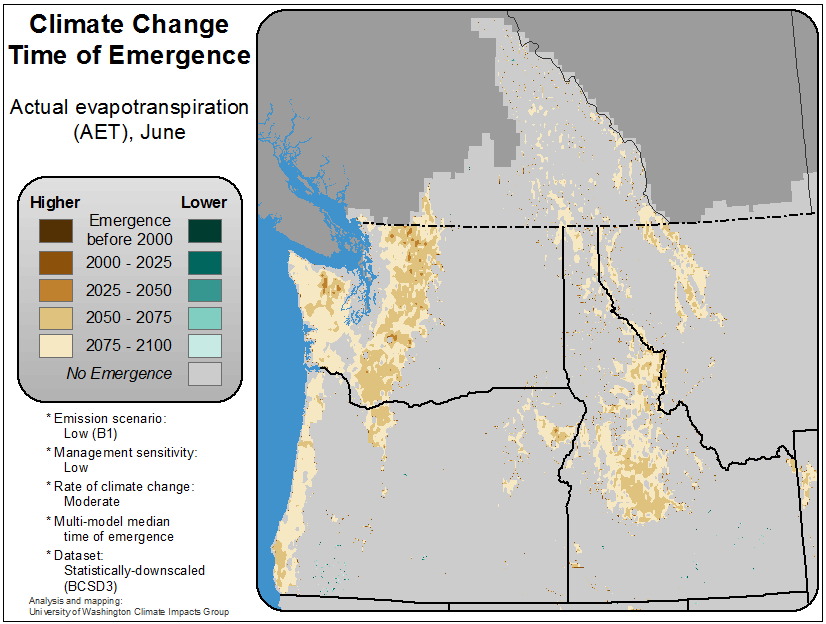 Climate Change
Time of Emergence
Actual evapotranspiration
(AET), June
Higher
Lower
Emergence
before 2000
2000 - 2025
2025 - 2050
2050 - 2075
2075 - 2100
No Emergence
* Emission scenario:
Low (B1)
* Management sensitivity:
Low
* Rate of climate change:
Moderate
* Multi-model median
time of emergence
* Dataset:
Statistically-downscaled
(BCSD3)
Analysis and mapping:
University of Washington Climate Impacts Group